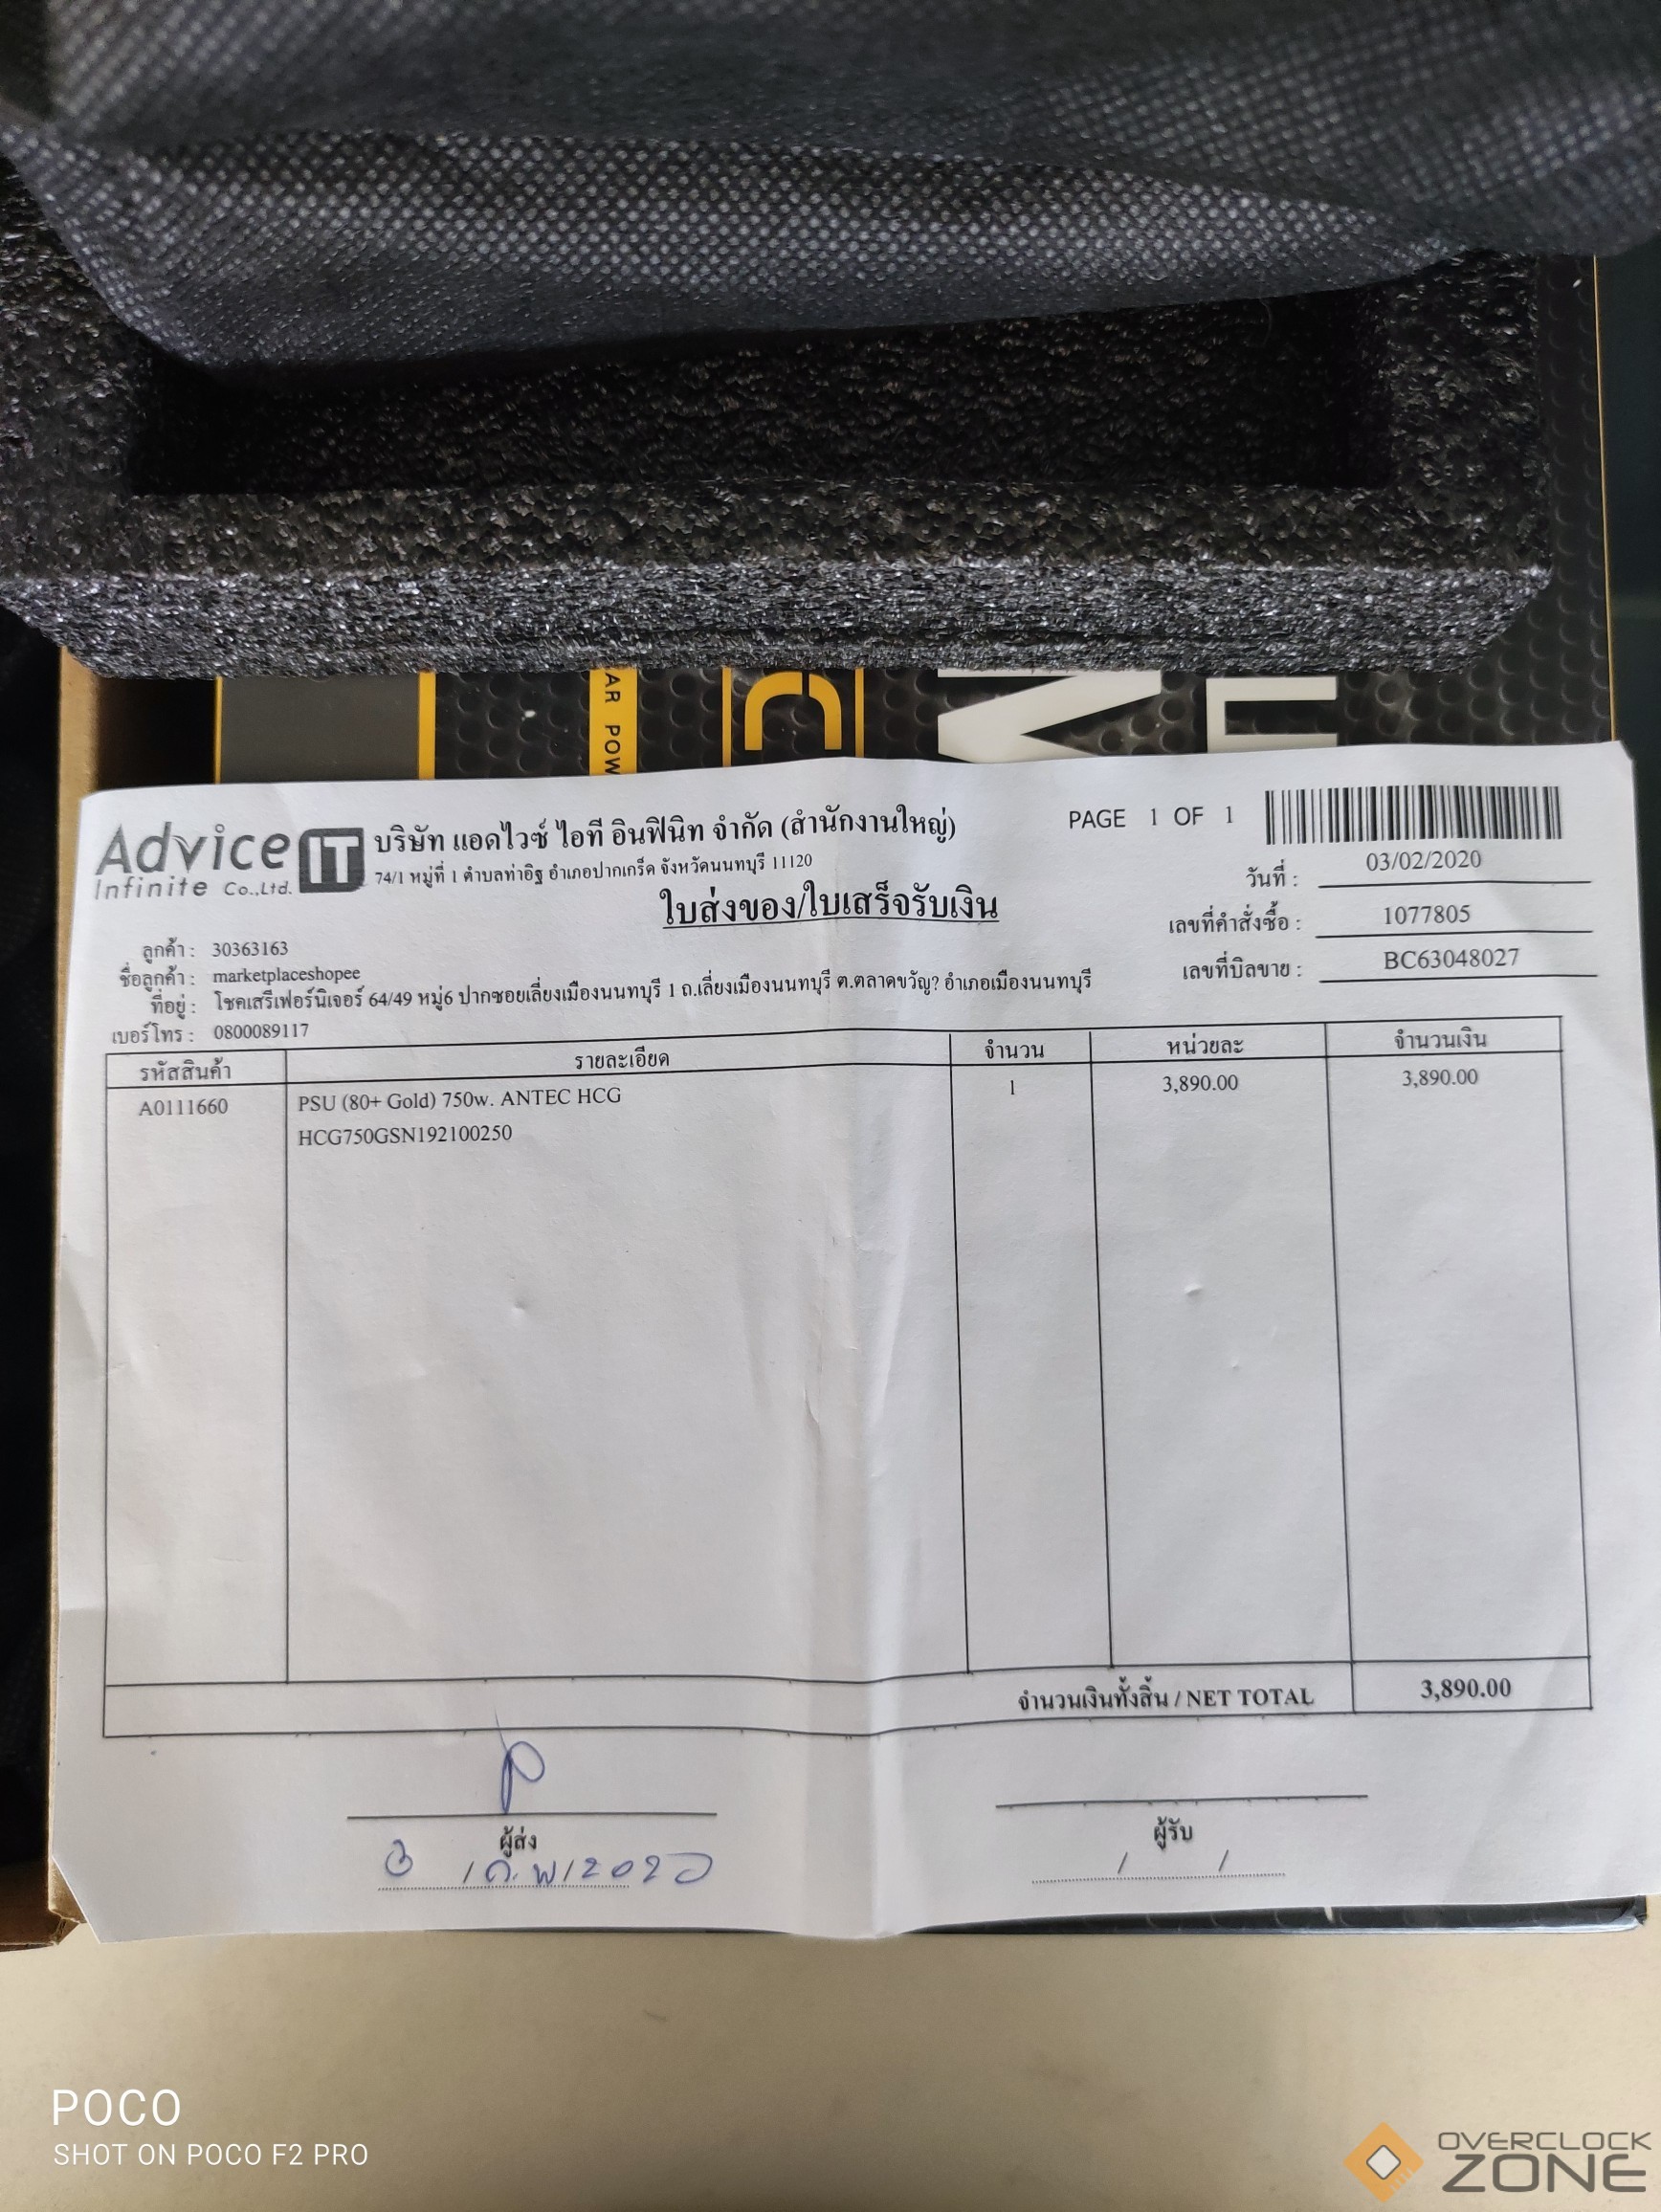 AR POW
Advice IT
Infinite Co.,Ltd.
บริษัท แอดไวซ์ ไอที อินฟินิท จำกัด (สำนักงานใหญ่)
74/1 หมู่ที่ 1 ตำบลท่าอิฐ อำเภอปากเกร็ด จังหวัดนนทบุรี 11120
PAGE 1 OF 1
ใบส่งของ/ใบเสร็จรับเงิน
วันที่ : 03/02/2020
เลขที่คำสั่งซื้อ : 1077805
เลขที่บิลขาย : BC63048027
ลูกค้า : 30363163
ชื่อลูกค้า : marketplaceshopee
ที่อยู่ : โชคเสรีเฟอร์นิเจอร์ 64/49 หมู่6 ปากซอยเลี่ยงเมืองนนทบุรี 1 ถ.เลี่ยงเมืองนนทบุรี ต.ตลาดขวัญ? อำเภอเมืองนนทบุรี
เบอร์โทร : 0800089117
รหัสสินค้า รายละเอียด จำนวน หน่วยละ จำนวนเงิน
A0111660 PSU (80+ Gold) 750w. ANTEC HCG 1 3,890.00 3,890.00
HCG750GSN192100250
จำนวนเงินทั้งสิ้น / NET TOTAL 3,890.00
ผู้ส่ง
3 / ก.พ / 2020
ผู้รับ
/ /
POCO
SHOT ON POCO F2 PRO
OVERCLOCK
ZONE